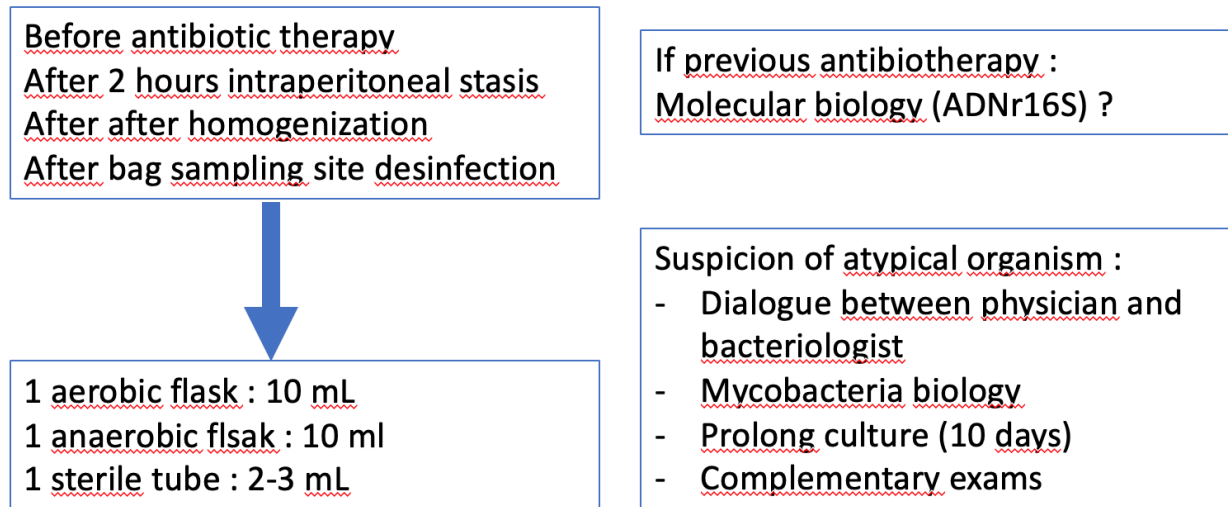 Before antibiotic therapy
After 2 hours intraperitoneal stasis
After after homogenization
After bag sampling site desinfection
1 aerobic flask : 10 mL
1 anaerobic flsak : 10 ml
1 sterile tube : 2-3 mL
If previous antibiotherapy :
Molecular biology (ADNr16S) ?
Suspicion of atypical organism :
- Dialogue between physician and
bacteriologist
- Mycobacteria biology
- Prolong culture (10 days)
- Complementary exams